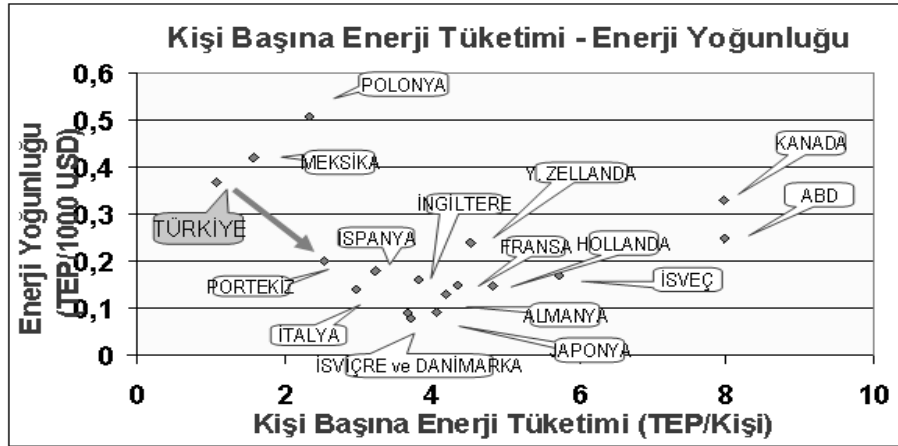 Kişi Başına Enerji Tüketimi - Enerji Yoğunluğu
Enerji Yoğunluğu
(TEP/1000 USD)
0,6
0,5
0,4
0,3
0,2
0,1
0
POLONYA
MEKSİKA
KANADA
Y. ZELLANDA
ABD
İNGİLTERE
TÜRKİYE
İSPANYA
FRANSA
HOLLANDA
PORTEKİZ
İSVEÇ
ALMANYA
İTALYA
JAPONYA
İSVİÇRE ve DANİMARKA
0 2 4 6 8 10
Kişi Başına Enerji Tüketimi (TEP/Kişi)